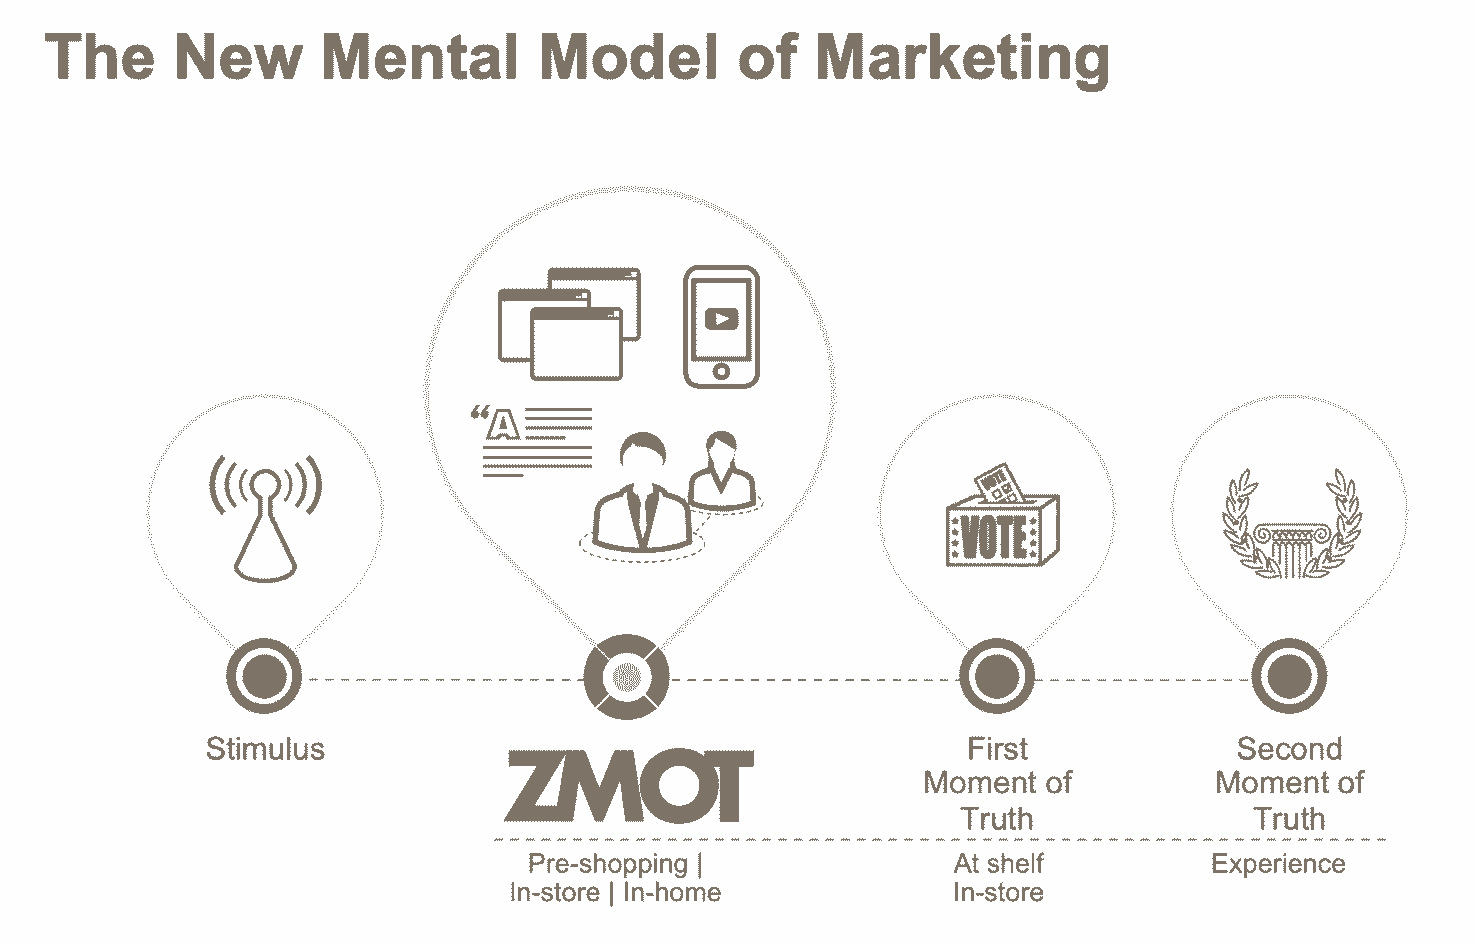 The New Mental Model of Marketing
“A
VOTE
VOTE
Stimulus
ZMOT
First
Moment of
Truth
Second
Moment of
Truth
Pre-shopping |
In-store | In-home
At shelf
In-store
Experience